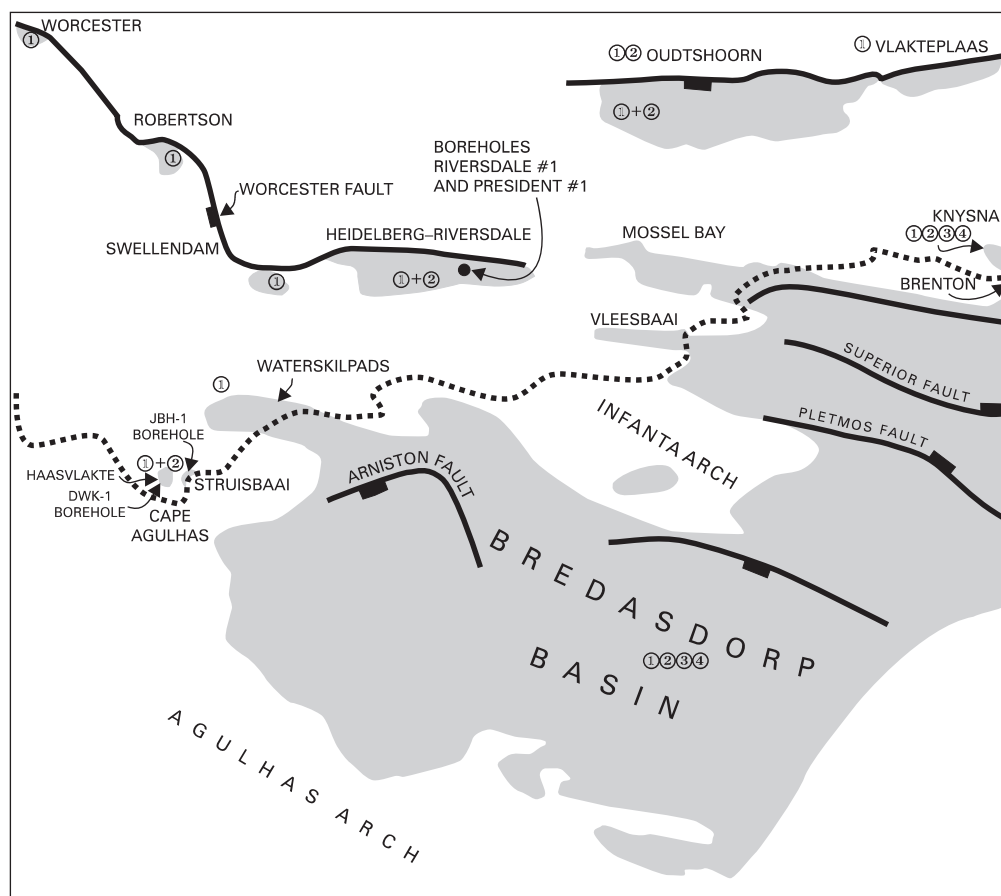 WORCESTER
①
①② OUDTSHOORN
① VLAKTEPLAAS
①+②
ROBERTSON
①
BOREHOLES
RIVERSDALE #1
AND PRESIDENT #1
WORCESTER FAULT
SWELLENDAM
HEIDELBERG–RIVERSDALE
①
①+②
MOSSEL BAY
KNYSNA
①②③④
BRENTON
VLEESBAAI
SUPERIOR FAULT
WATERSKILPADS
①
INFANTA ARCH
PLETMOS FAULT
JBH-1
BOREHOLE
①+②
HAASVLAKTE
STRUISBAAI
DWK-1
BOREHOLE
CAPE
AGULHAS
ARNISTON FAULT
BREDASDORP
BASIN
①②③④
AGULHAS ARCH